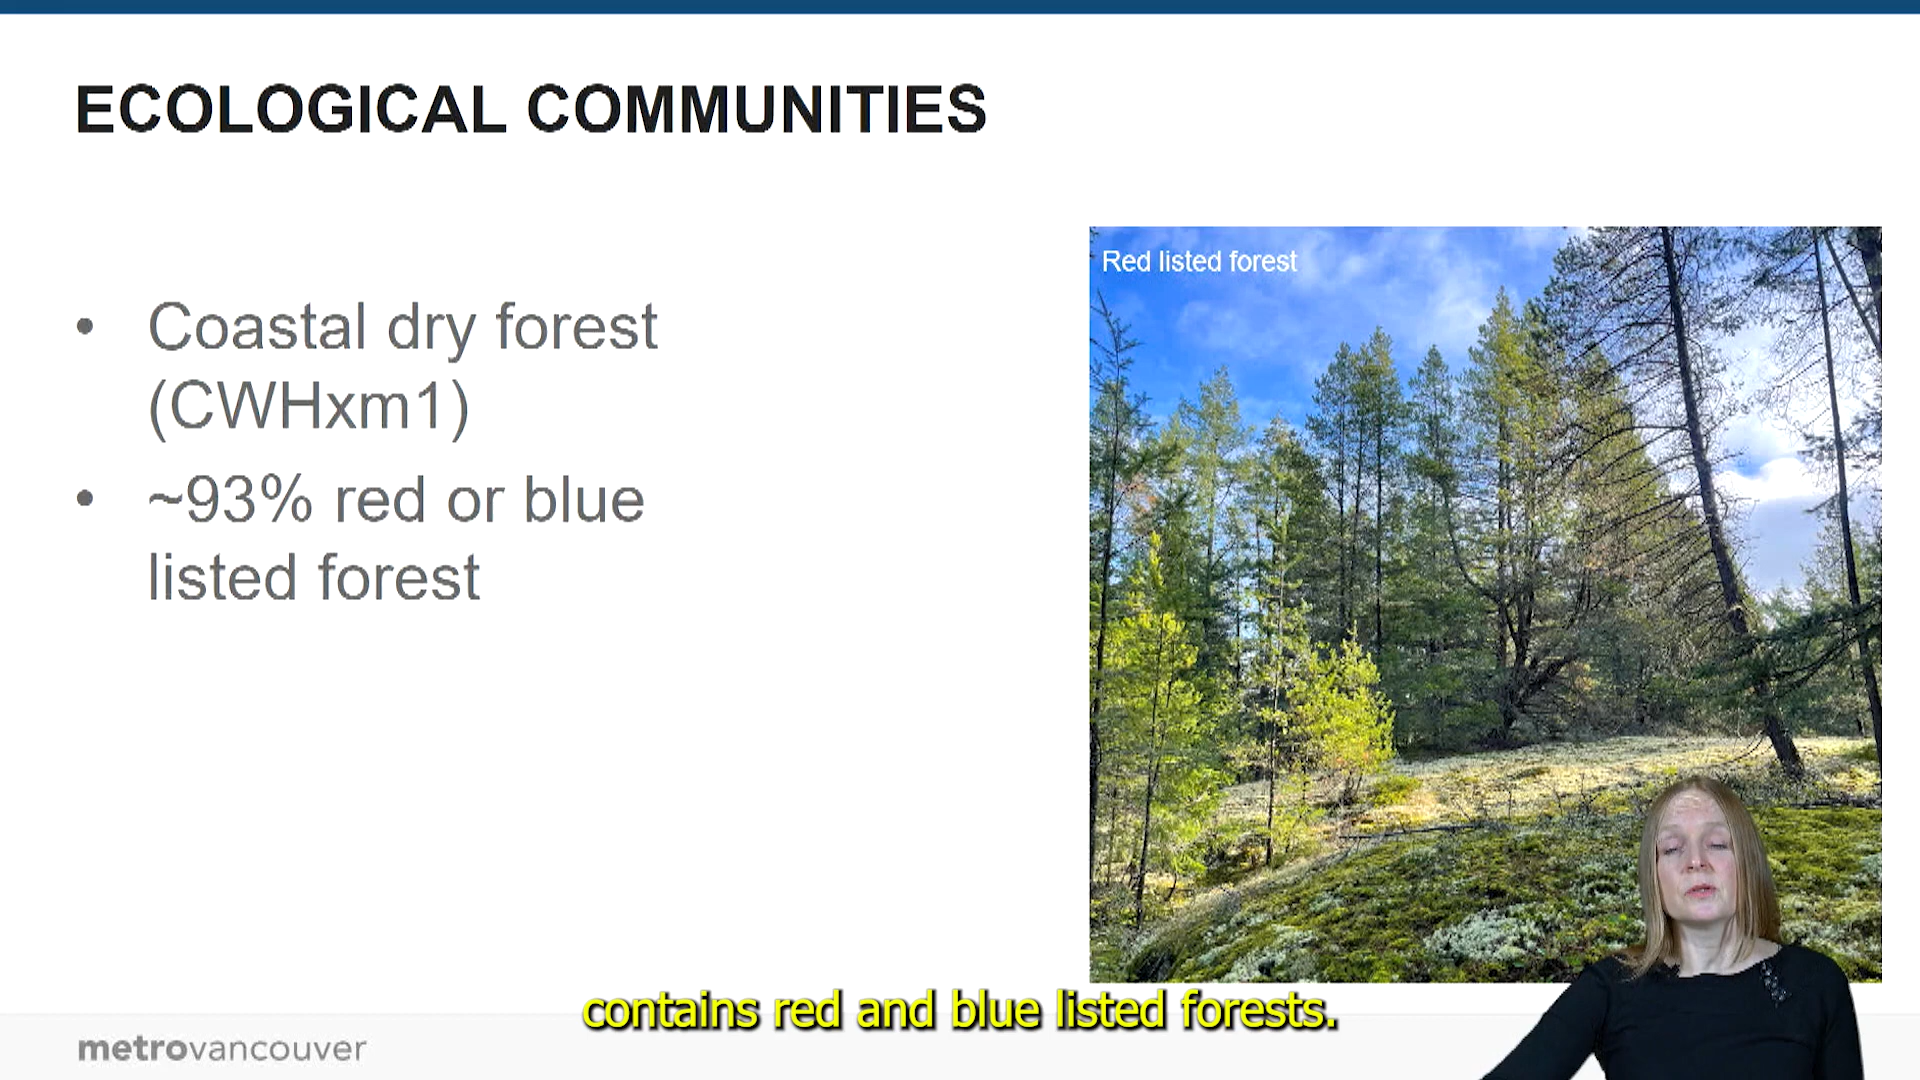 ECOLOGICAL COMMUNITIES
Red listed forest
• Coastal dry forest
(CWHxm1)
• ~93% red or blue
listed forest
contains red and blue listed forests.
metrovancouver